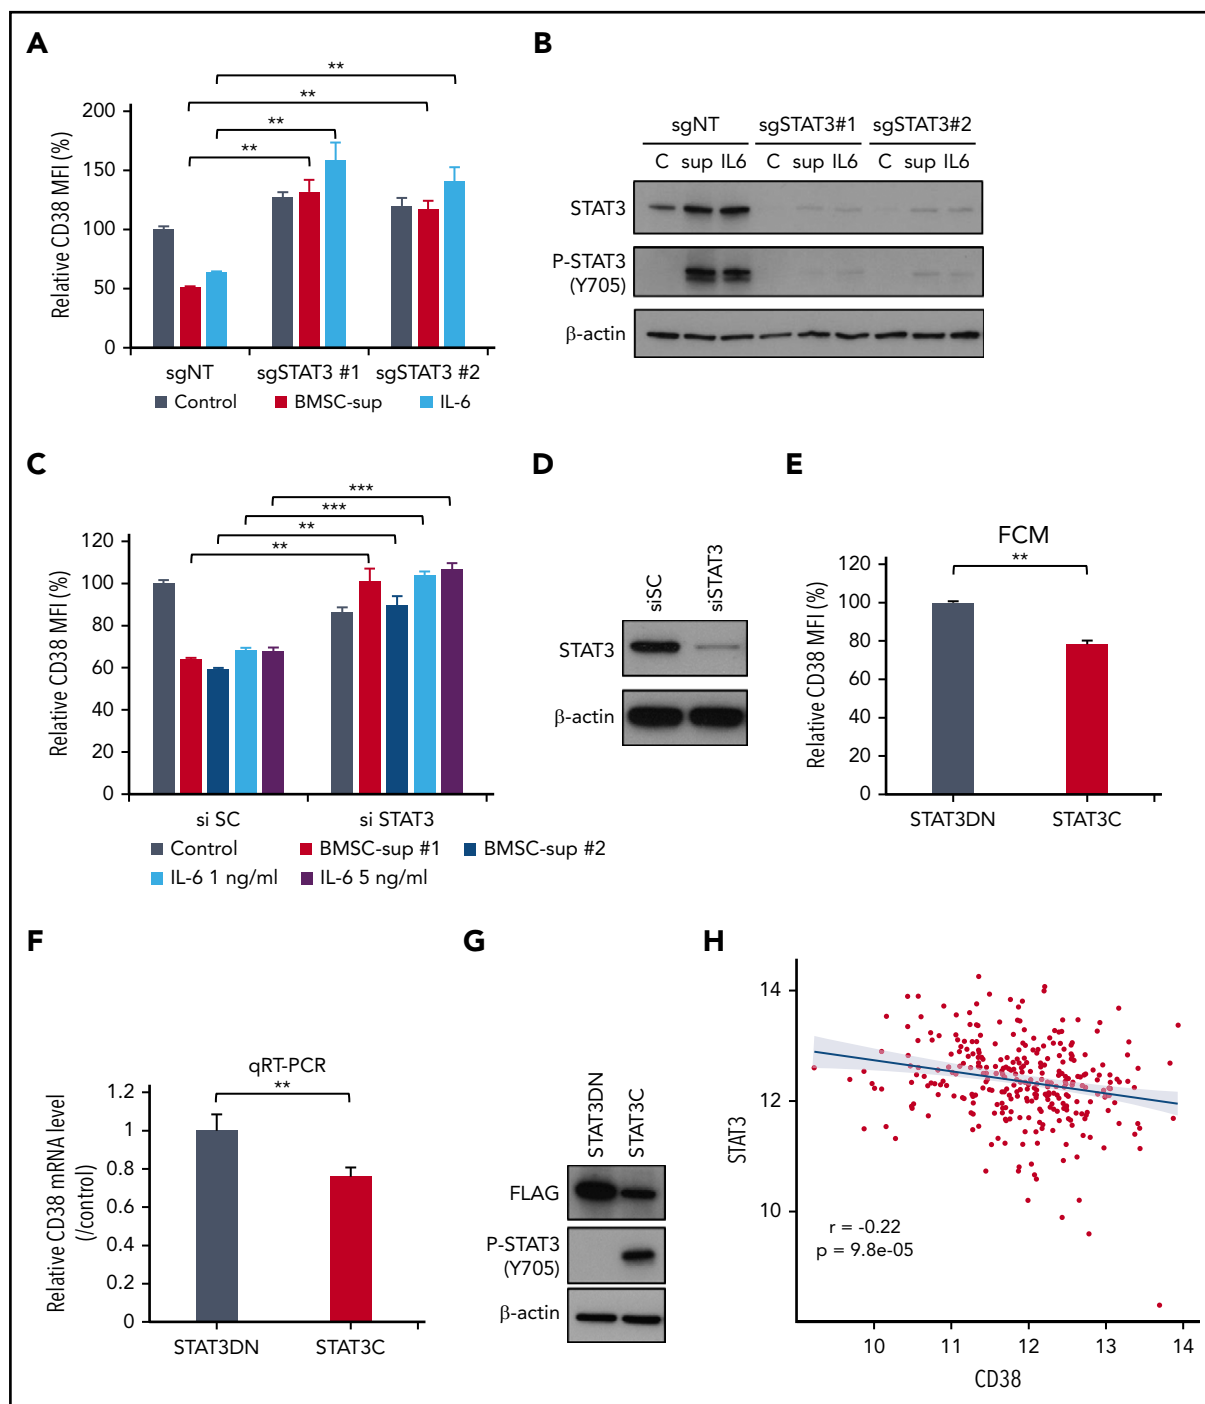 A
200
150
100
50
0
Relative CD38 MFI (%)
** 
**
**
**
sgNT sgSTAT3 #1 sgSTAT3 #2
Control BMSC-sup IL-6
B
sgNT sgSTAT3#1 sgSTAT3#2
C sup IL6 C sup IL6 C sup IL6
STAT3
P-STAT3
(Y705)
β-actin
C
120
100
80
60
40
20
0
Relative CD38 MFI (%)
***
***
**
**
si SC si STAT3
Control BMSC-sup #1 BMSC-sup #2
IL-6 1 ng/ml IL-6 5 ng/ml
D
siSC siSTAT3
STAT3
β-actin
E
FCM
**
120
100
80
60
40
20
0
Relative CD38 MFI (%)
STAT3DN STAT3C
F
qRT-PCR
**
1.2
1
0.8
0.6
0.4
0.2
0
Relative CD38 mRNA level
(/control)
STAT3DN STAT3C
G
STAT3DN STAT3C
FLAG
P-STAT3
(Y705)
β-actin
H
14
12
10
STAT3
r = -0.22
p = 9.8e-05
10 11 12 13 14
CD38